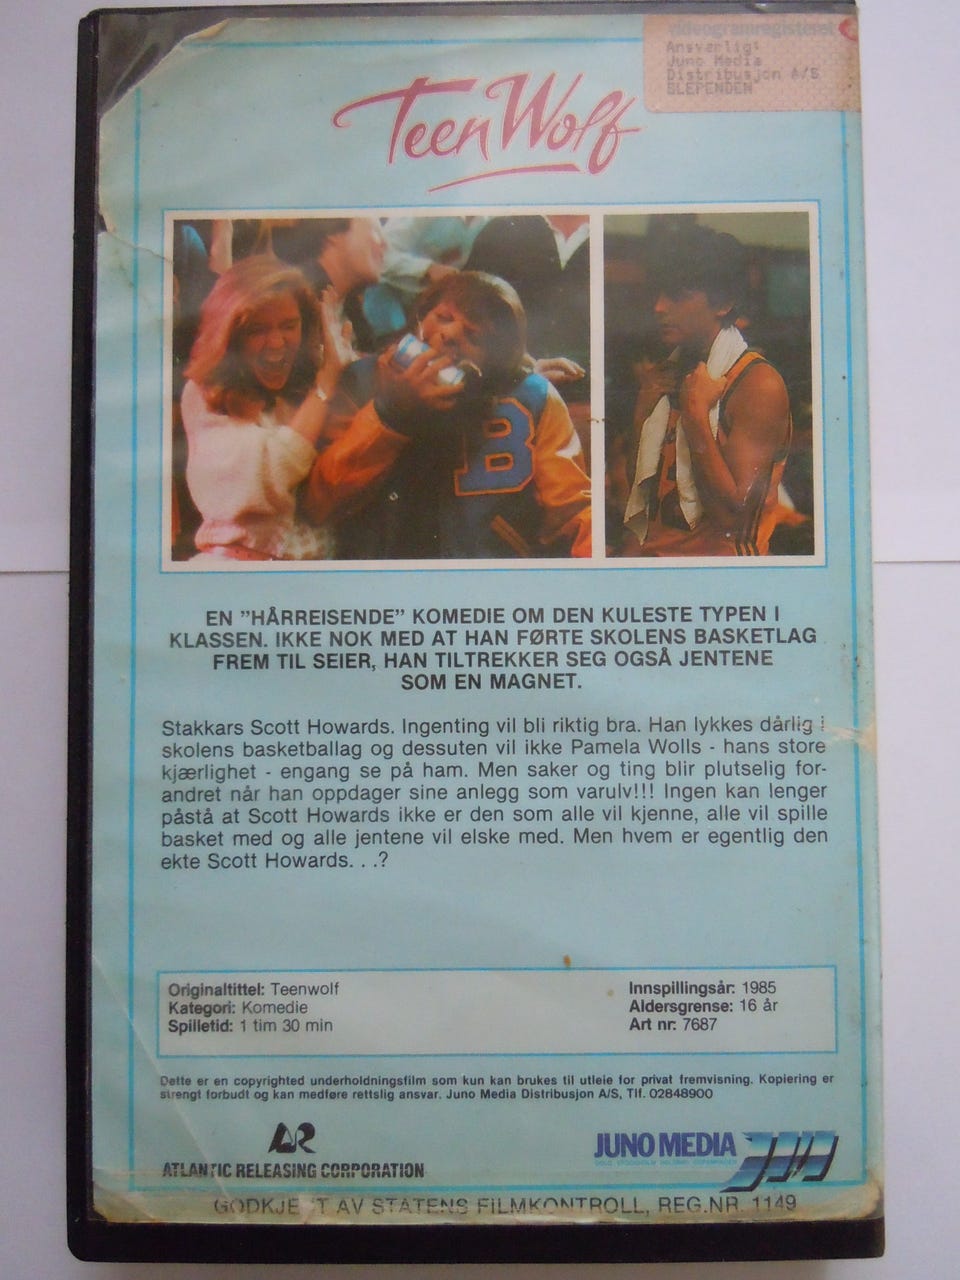 videogramregisteret
Ansvarlig:
Juno Media
Distribusjon A/S
SLEPENDEN
Teen Wolf
B
EN "HÅRREISENDE" KOMEDIE OM DEN KULESTE TYPEN I
KLASSEN. IKKE NOK MED AT HAN FØRTE SKOLENS BASKETLAG
FREM TIL SEIER, HAN TILTREKKER SEG OGSÅ JENTENE
SOM EN MAGNET.
Stakkars Scott Howards. Ingenting vil bli riktig bra. Han lykkes dårlig i
skolens basketballag og dessuten vil ikke Pamela Wolls - hans store
kjærlighet - engang se på ham. Men saker og ting blir plutselig for-
andret når han oppdager sine anlegg som varulv!!! Ingen kan lenger
påstå at Scott Howards ikke er den som alle vil kjenne, alle vil spille
basket med og alle jentene vil elske med. Men hvem er egentlig den
ekte Scott Howards. . .?
Originaltittel: Teenwolf
Kategori: Komedie
Spilletid: 1 tim 30 min
Innspillingsår: 1985
Aldersgrense: 16 år
Art nr: 7687
Dette er en copyrighted underholdningsfilm som kun kan brukes til utleie for privat fremvisning. Kopiering er
strengt forbudt og kan medføre rettslig ansvar. Juno Media Distribusjon A/S, Tlf. 02848900
AR
ATLANTIC RELEASING CORPORATION
JUNO MEDIA
OSLO STOCKHOLM HELSINKI COPENHAGEN
GODKJENT AV STATENS FILMKONTROLL, REG.NR. 1149